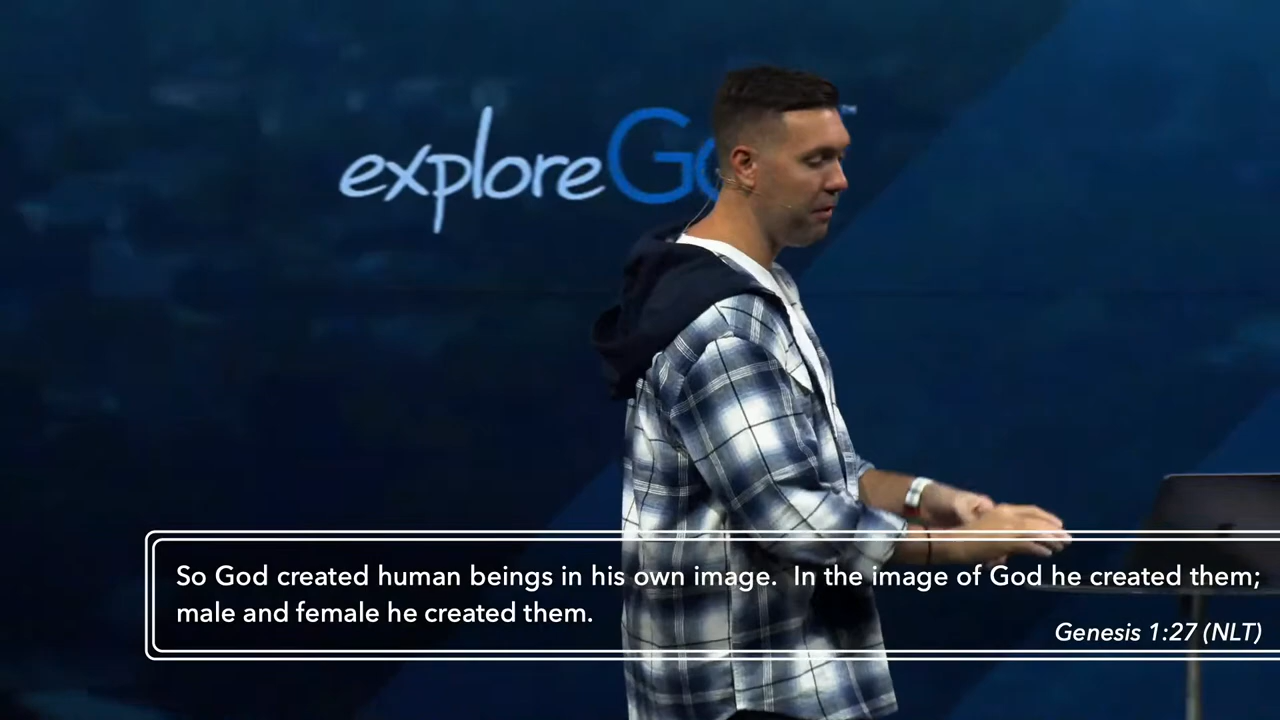 explore
So God created human beings in his own image.  In the image of God he created them;
male and female he created them.
Genesis 1:27 (NLT)